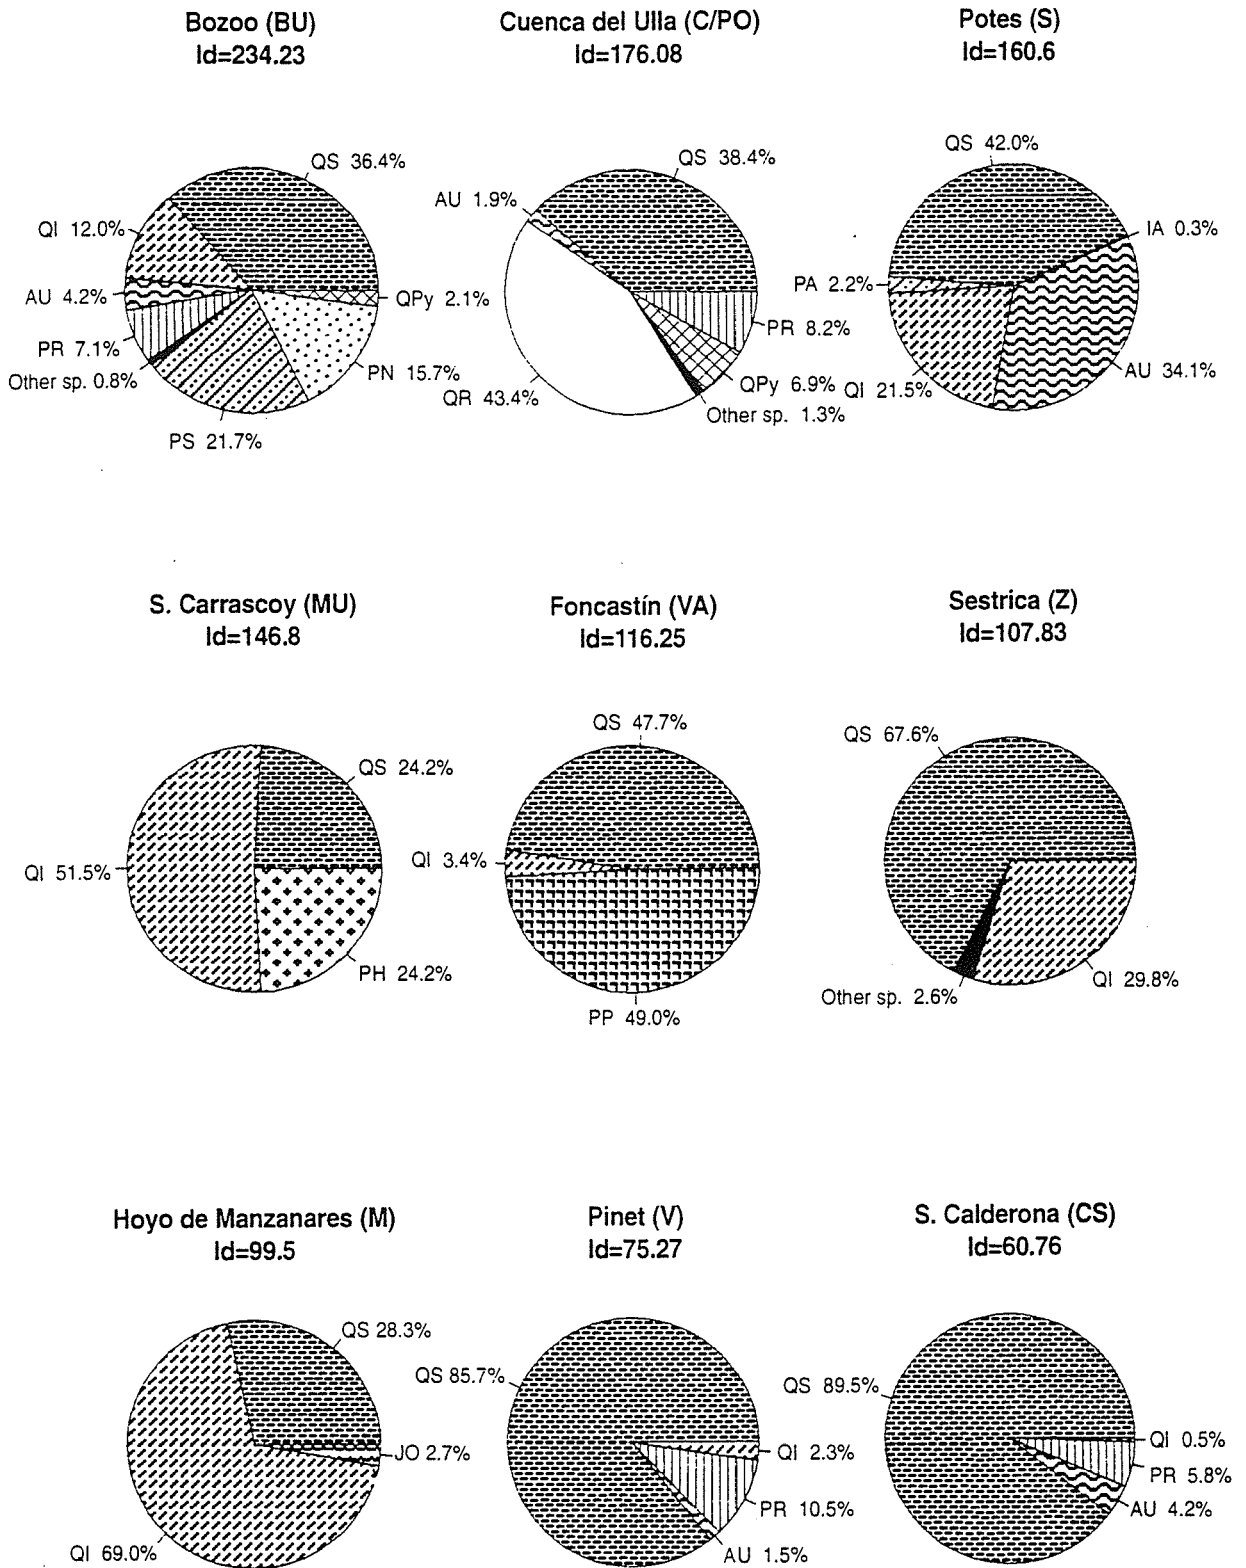 Bozoo (BU)
Id=234.23
QS 36.4%
QI 12.0%
AU 4.2%
PR 7.1%
Other sp. 0.8%
PS 21.7%
PN 15.7%
QPy 2.1%
Cuenca del Ulla (C/PO)
Id=176.08
QS 38.4%
AU 1.9%
QR 43.4%
Other sp. 1.3%
QPy 6.9%
PR 8.2%
Potes (S)
Id=160.6
QS 42.0%
IA 0.3%
PA 2.2%
QI 21.5%
AU 34.1%
S. Carrascoy (MU)
Id=146.8
QS 24.2%
QI 51.5%
PH 24.2%
Foncastín (VA)
Id=116.25
QS 47.7%
QI 3.4%
PP 49.0%
Sestrica (Z)
Id=107.83
QS 67.6%
Other sp. 2.6%
QI 29.8%
Hoyo de Manzanares (M)
Id=99.5
QS 28.3%
JO 2.7%
QI 69.0%
Pinet (V)
Id=75.27
QS 85.7%
QI 2.3%
PR 10.5%
AU 1.5%
S. Calderona (CS)
Id=60.76
QS 89.5%
QI 0.5%
PR 5.8%
AU 4.2%